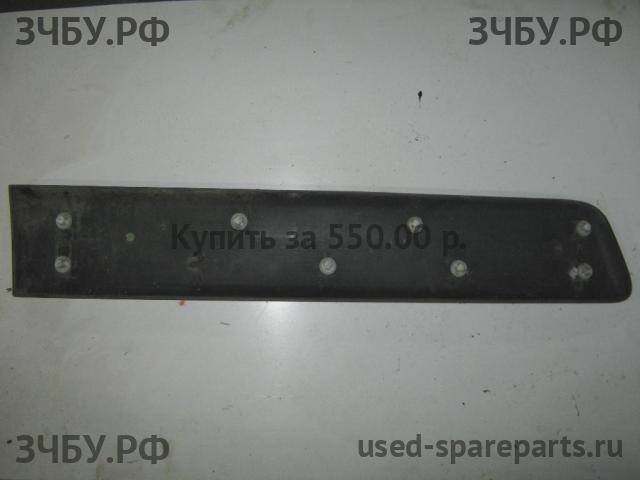 ЗЧБУ.РФ ЗЧБУ.РФ
Купить за 550.00 р.
ЗЧБУ.РФ used-spareparts.ru